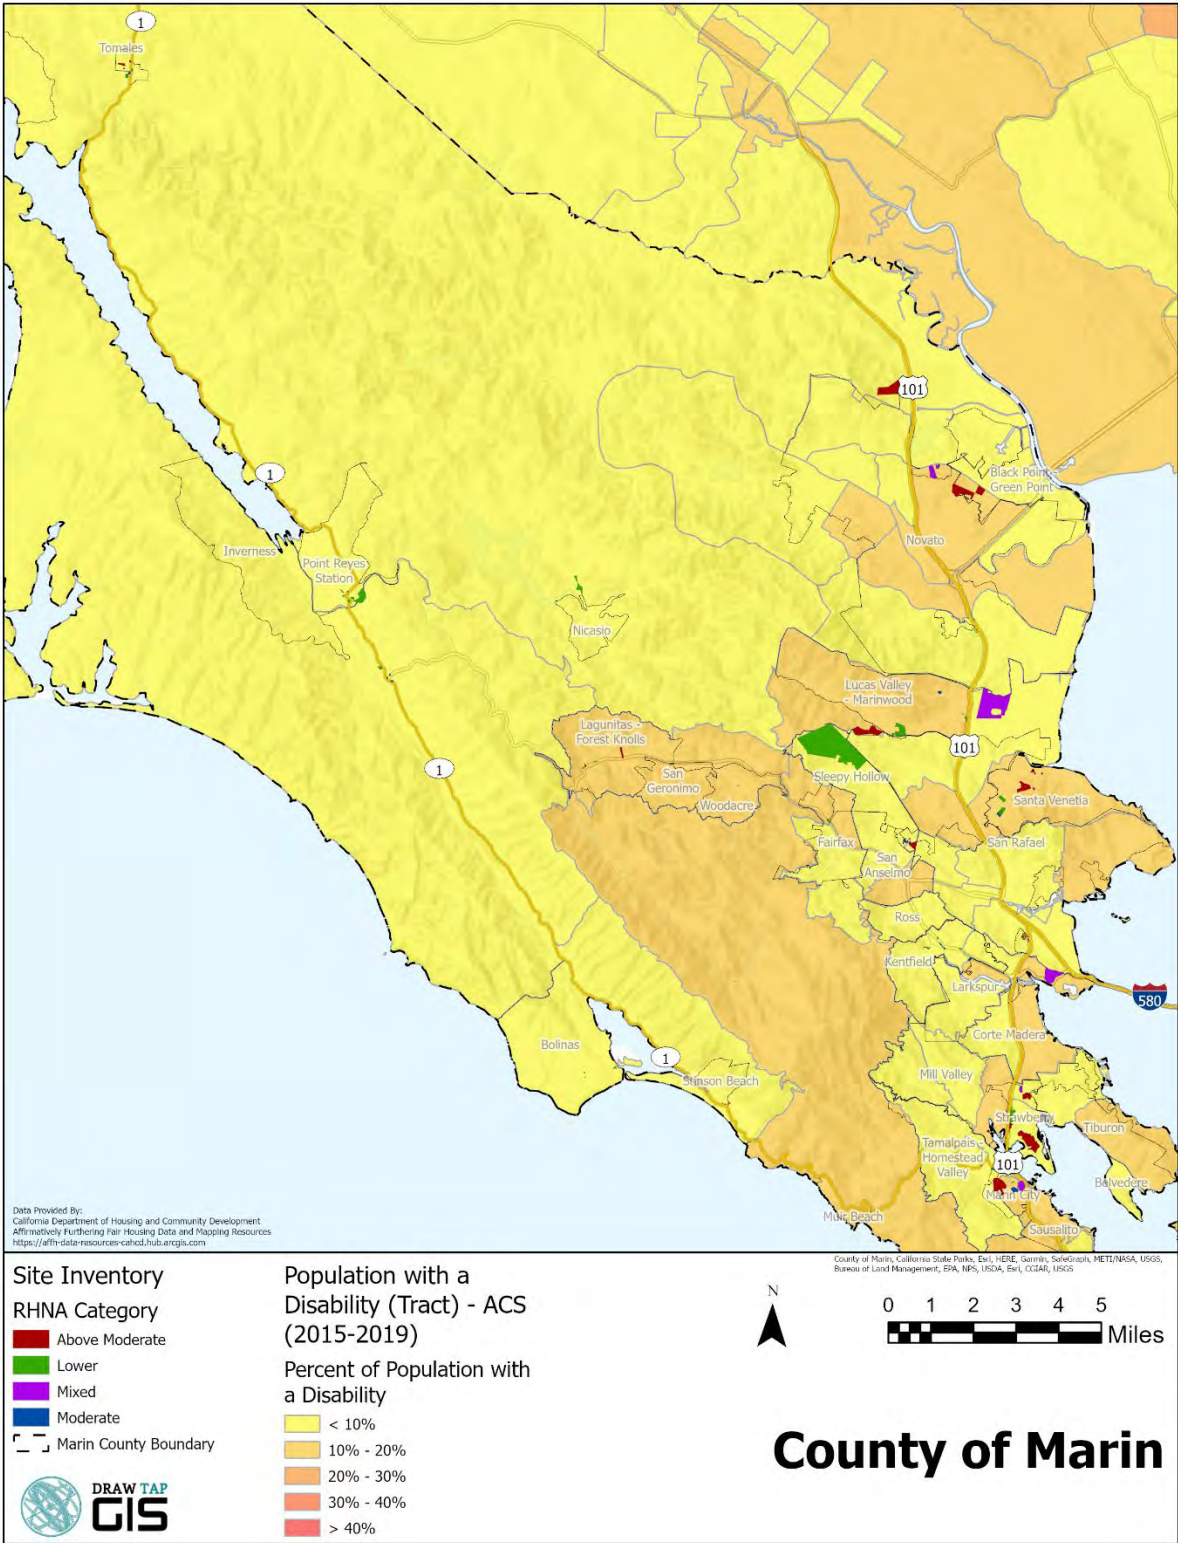 1
Tomales
101
Black Point -
Green Point
Novato
1
Inverness
Point Reyes
Station
Nicasio
Lucas Valley
- Marinwood
Lagunitas -
Forest Knolls
1
101
San
Geronimo
Sleepy Hollow
Woodacre
Santa Venetia
Fairfax
San Rafael
San
Anselmo
Ross
Kentfield
Larkspur
580
Corte Madera
Bolinas
1
Stinson Beach
Mill Valley
Strawberry
Tiburon
Tamalpais -
Homestead
Valley
101
Belvedere
Marin City
Muir Beach
Sausalito
Data Provided By:
California Department of Housing and Community Development
Affirmatively Furthering Fair Housing Data and Mapping Resources
https://affh-data-resources-cahcd.hub.arcgis.com
County of Marin, California State Parks, Esri, HERE, Garmin, SafeGraph, METI/NASA, USGS,
Bureau of Land Management, EPA, NPS, USDA, Esri, CGIAR, USGS
Site Inventory
RHNA Category
Above Moderate
Lower
Mixed
Moderate
Marin County Boundary
DRAW TAP
GIS
Population with a
Disability (Tract) - ACS
(2015-2019)
Percent of Population with
a Disability
< 10%
10% - 20%
20% - 30%
30% - 40%
> 40%
N
0 1 2 3 4 5
Miles
County of Marin